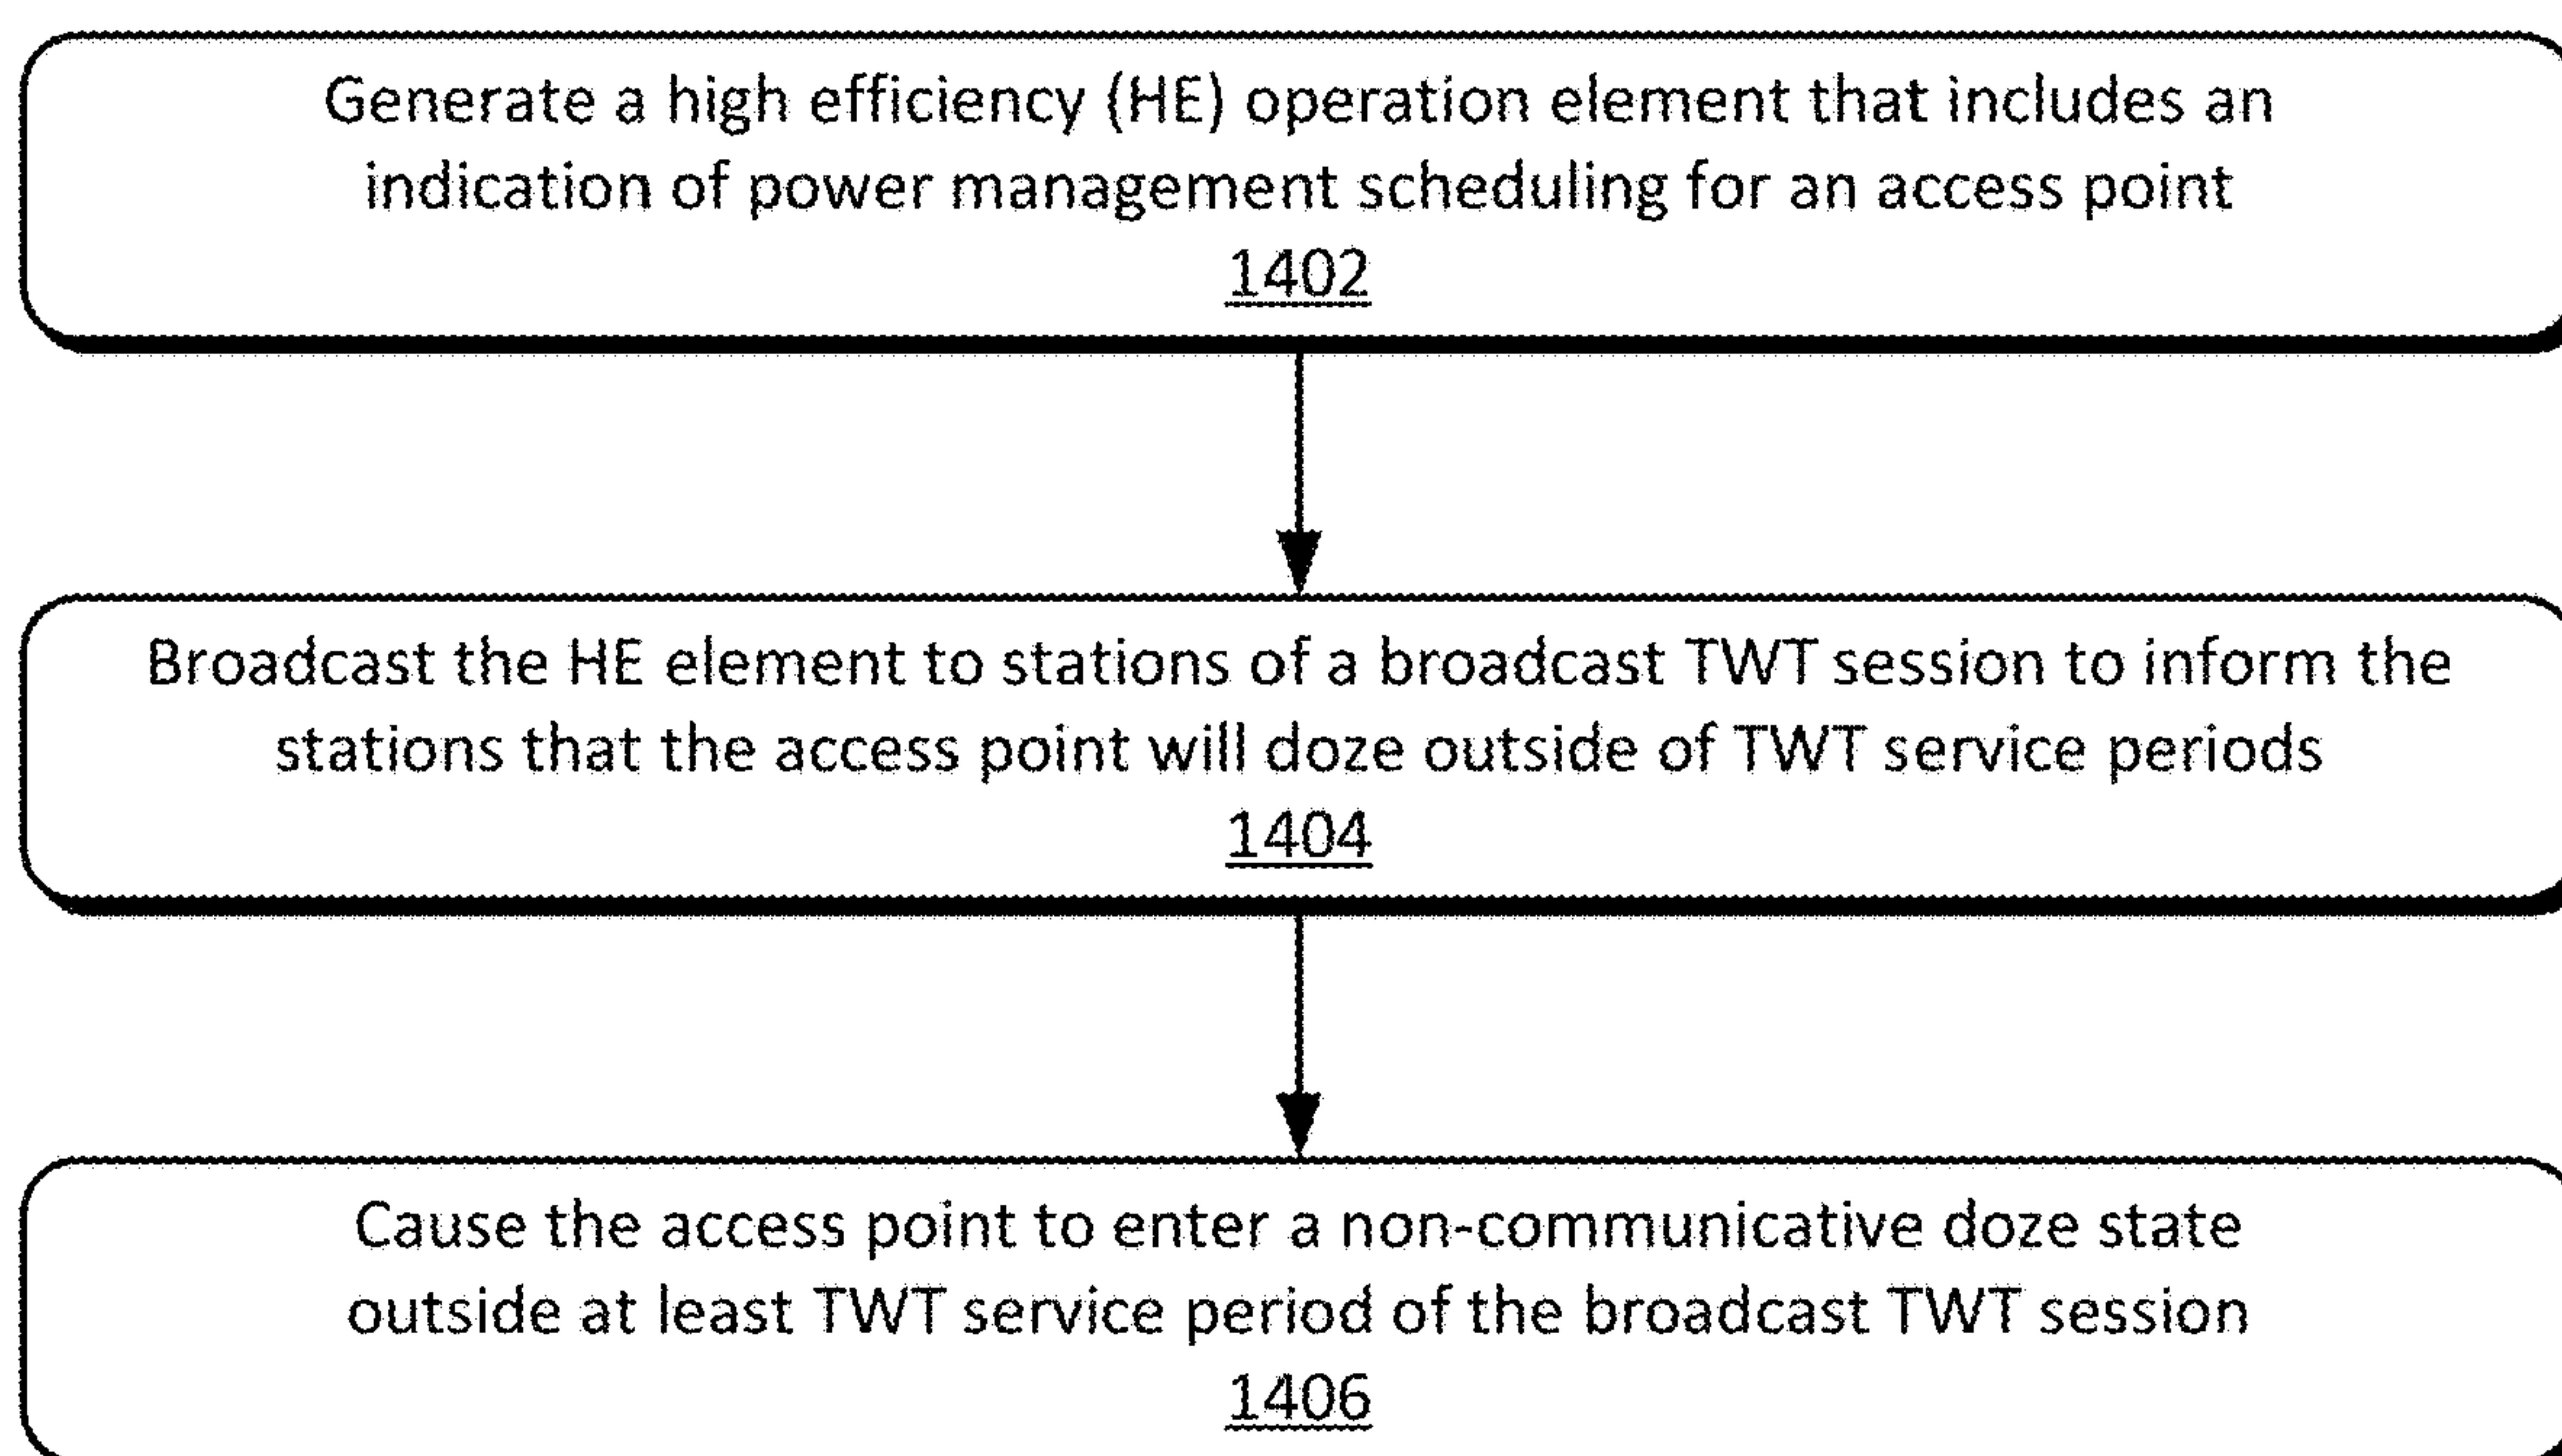 Generate a high efficiency (HE) operation element that includes an
indication of power management scheduling for an access point
1402
Broadcast the HE element to stations of a broadcast TWT session to inform the
stations that the access point will doze outside of TWT service periods
1404
Cause the access point to enter a non-communicative doze state
outside at least TWT service period of the broadcast TWT session
1406